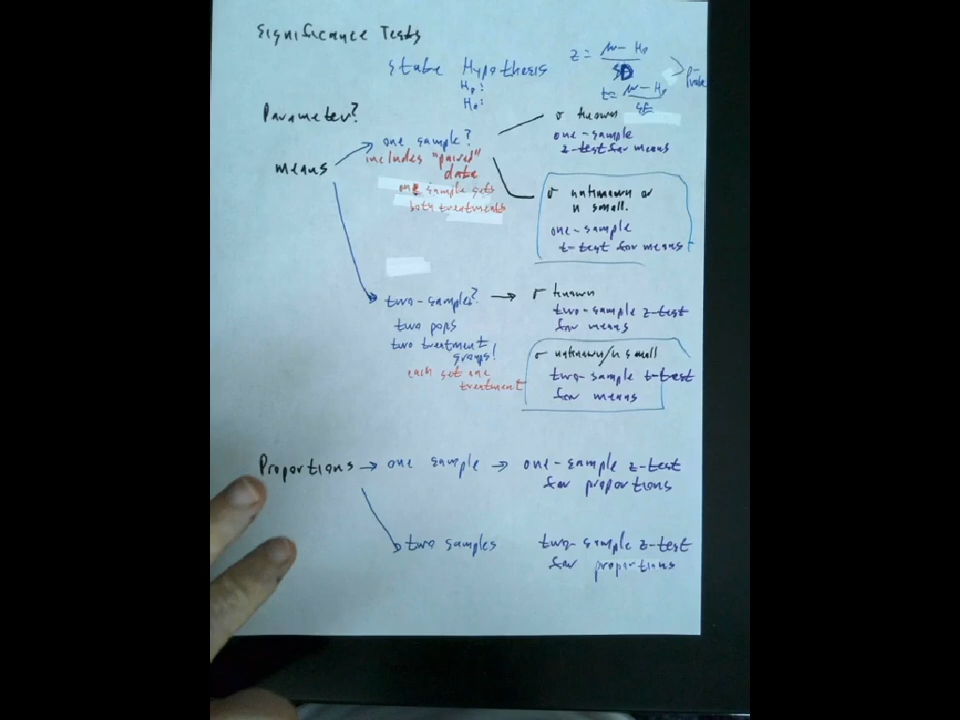 Significance Tests
State Hypothesis
H₀:
Hₐ:
z = μ - H₀
SD
t = μ - H₀
SE
Parameter?
means
one sample?
includes "paired"
data
one sample gets
both treatments
σ known
one-sample
z-test for means
σ unknown or
n small.
one-sample
t-test for means
two-samples?
two pops
two treatment
groups!
each gets one
treatment
σ known
two-sample z-test
for means
σ unknown/n small
two-sample t-test
for means
Proportions → one sample → one-sample z-test
for proportions
two samples
two-sample z-test
for proportions